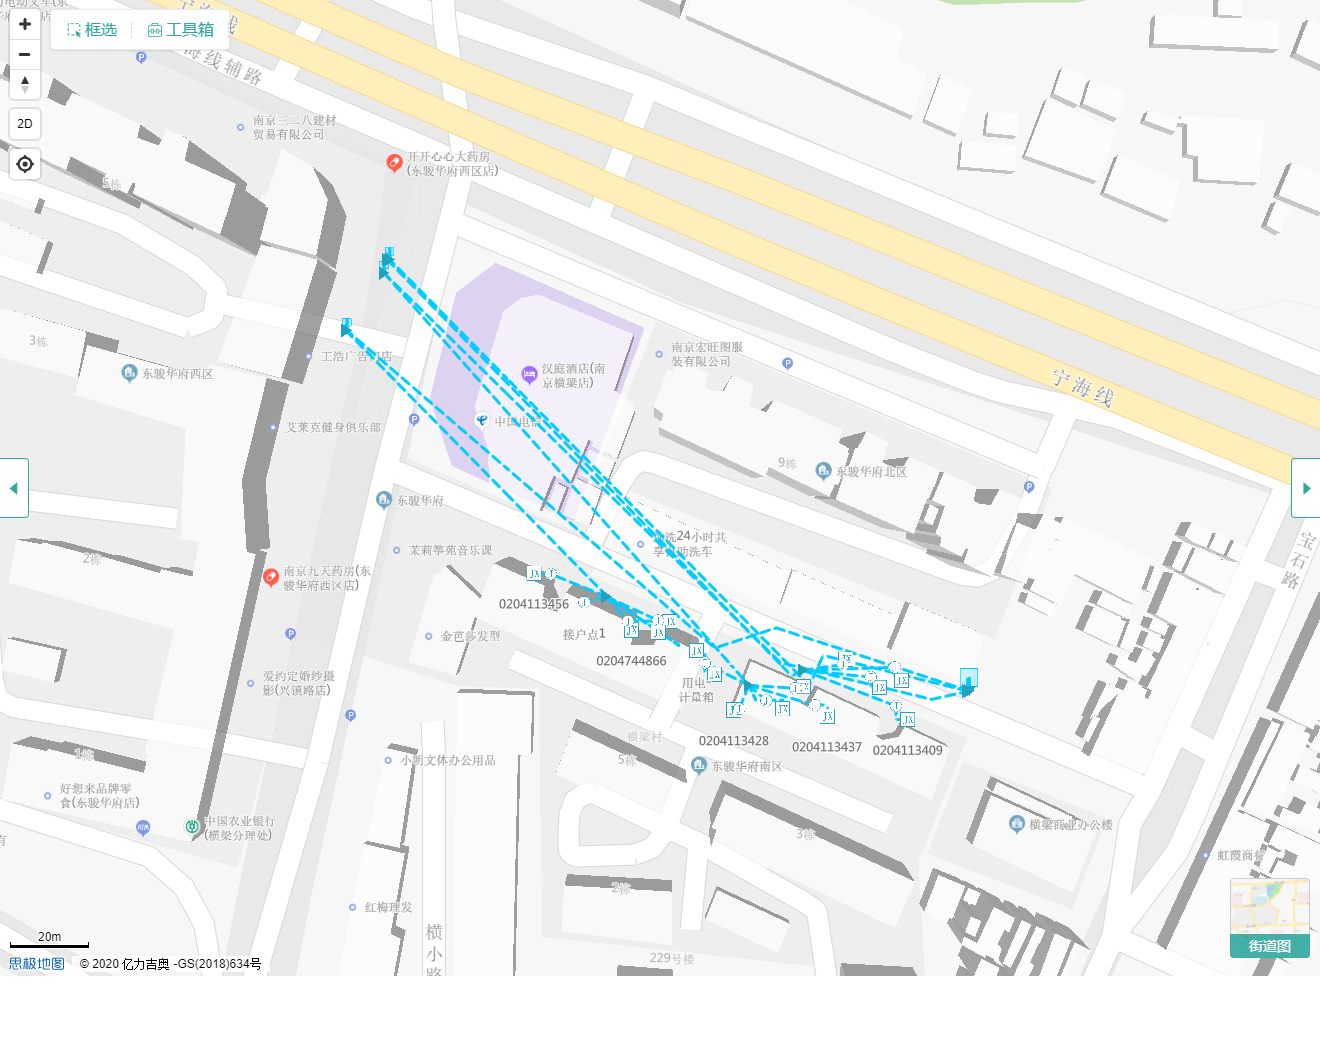 框选
工具箱
2D
宁海线
海线辅路
南京三二八建材
贸易有限公司
开开心心大药房
(东骏华府西区店)
5栋
3栋
东骏华府西区
工浩广告
店
艾莱克健身俱乐部
汉庭酒店(南
京横梁店)
中国电信
南京宏旺图服
装有限公司
宁海线
9栋
东骏华府北区
东骏华府
茉莉筝苑音乐课
洗24小时共
享
助洗车
宝石路
2栋
南京九天药房(东
骏华府西区店)
JX
0204113456
接户点1
金芭莎发型
0204744866
爱约定婚纱摄
影(兴镇路店)
用电
计量箱
0204113428
0204113437
0204113409
横梁村
5栋
东骏华府南区
小明文体办公用品
1栋
好想来品牌零
食(东骏华府店)
ATM
中国农业银行
(横梁分理处)
3栋
横梁商业办公楼
虹霞商行
2栋
红梅理发
横小路
229号楼
20m
思极地图
© 2020 亿力吉奥 -GS(2018)634号
街道图